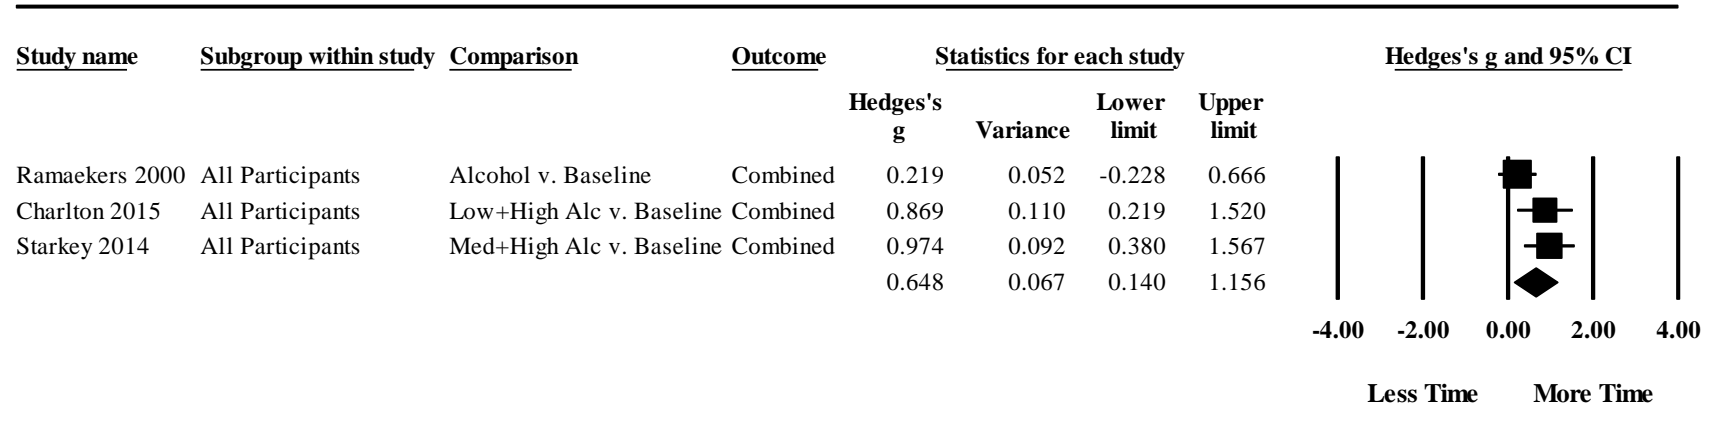 Study name Subgroup within study Comparison Outcome Statistics for each study Hedges's g and 95% CI
Hedges's g Variance Lower limit Upper limit
Ramaekers 2000 All Participants Alcohol v. Baseline Combined 0.219 0.052 -0.228 0.666
Charlton 2015 All Participants Low+High Alc v. Baseline Combined 0.869 0.110 0.219 1.520
Starkey 2014 All Participants Med+High Alc v. Baseline Combined 0.974 0.092 0.380 1.567
0.648 0.067 0.140 1.156
-4.00 -2.00 0.00 2.00 4.00
Less Time More Time